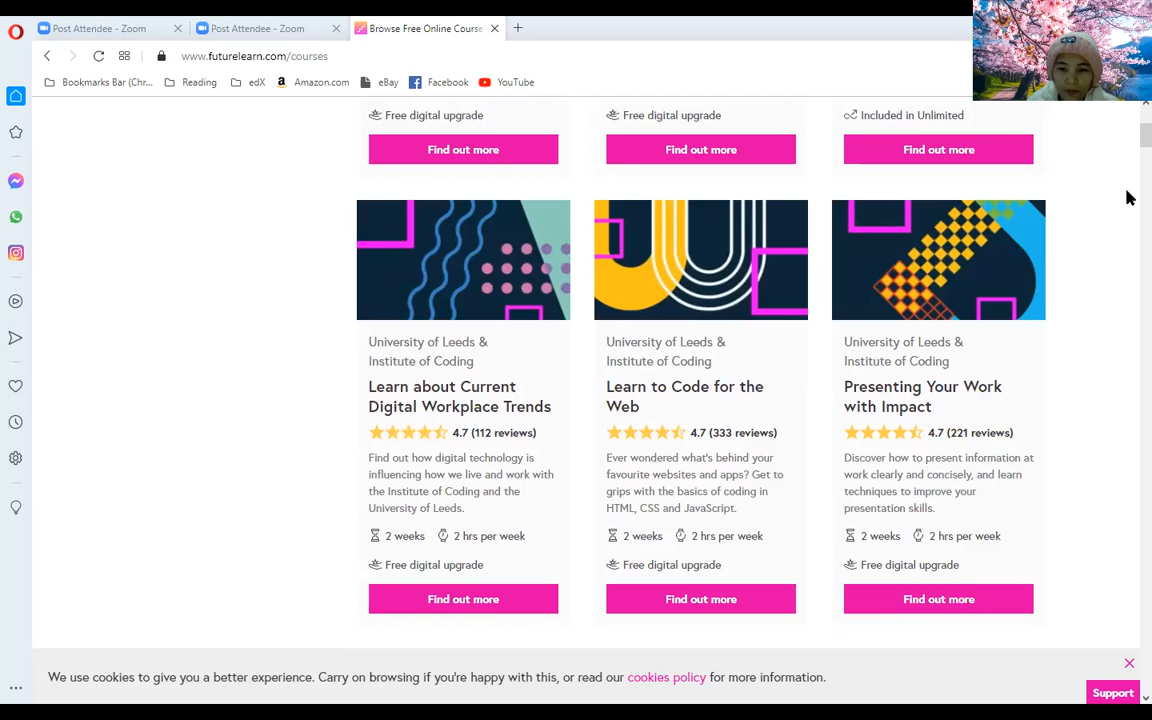 Post Attendee - Zoom
Post Attendee - Zoom
Browse Free Online Course
www.futurelearn.com/courses
Bookmarks Bar (Chr...
Reading
edX
Amazon.com
eBay
Facebook
YouTube
Free digital upgrade
Free digital upgrade
Included in Unlimited
Find out more
Find out more
Find out more
University of Leeds &
Institute of Coding
Learn about Current
Digital Workplace Trends
4.7 (112 reviews)
Find out how digital technology is
influencing how we live and work with
the Institute of Coding and the
University of Leeds.
2 weeks
2 hrs per week
Free digital upgrade
Find out more
University of Leeds &
Institute of Coding
Learn to Code for the
Web
4.7 (333 reviews)
Ever wondered what's behind your
favourite websites and apps? Get to
grips with the basics of coding in
HTML, CSS and JavaScript.
2 weeks
2 hrs per week
Free digital upgrade
Find out more
University of Leeds &
Institute of Coding
Presenting Your Work
with Impact
4.7 (221 reviews)
Discover how to present information at
work clearly and concisely, and learn
techniques to improve your
presentation skills.
2 weeks
2 hrs per week
Free digital upgrade
Find out more
We use cookies to give you a better experience. Carry on browsing if you're happy with this, or read our cookies policy for more information.
Support